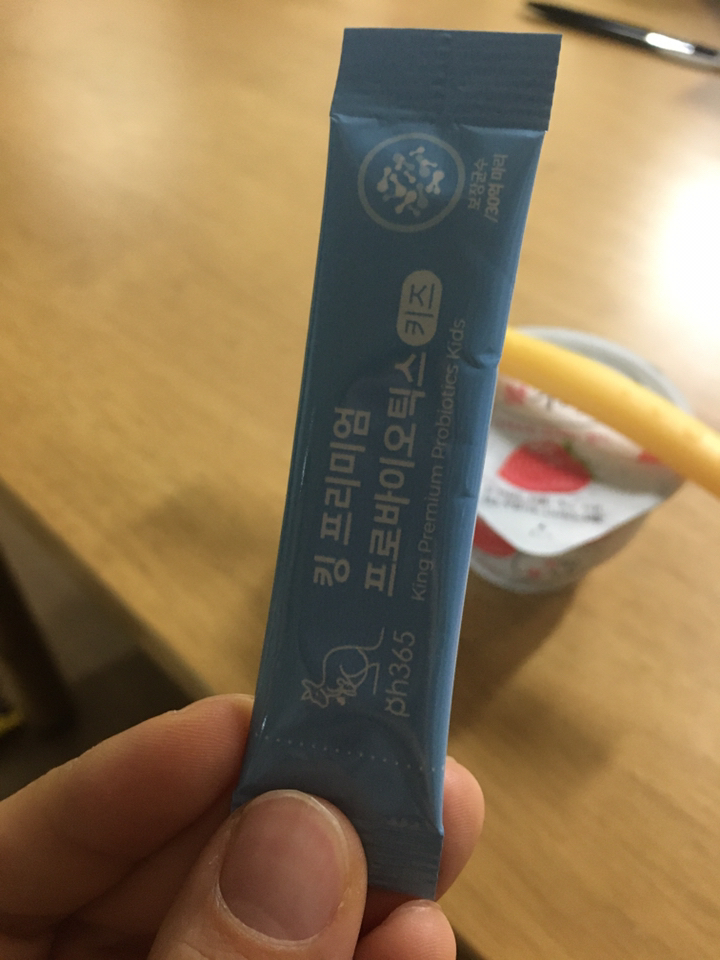 ph365
킹 프리미엄
프로바이오틱스 키즈
King Premium Probiotics Kids
보장균수
/30억 마리